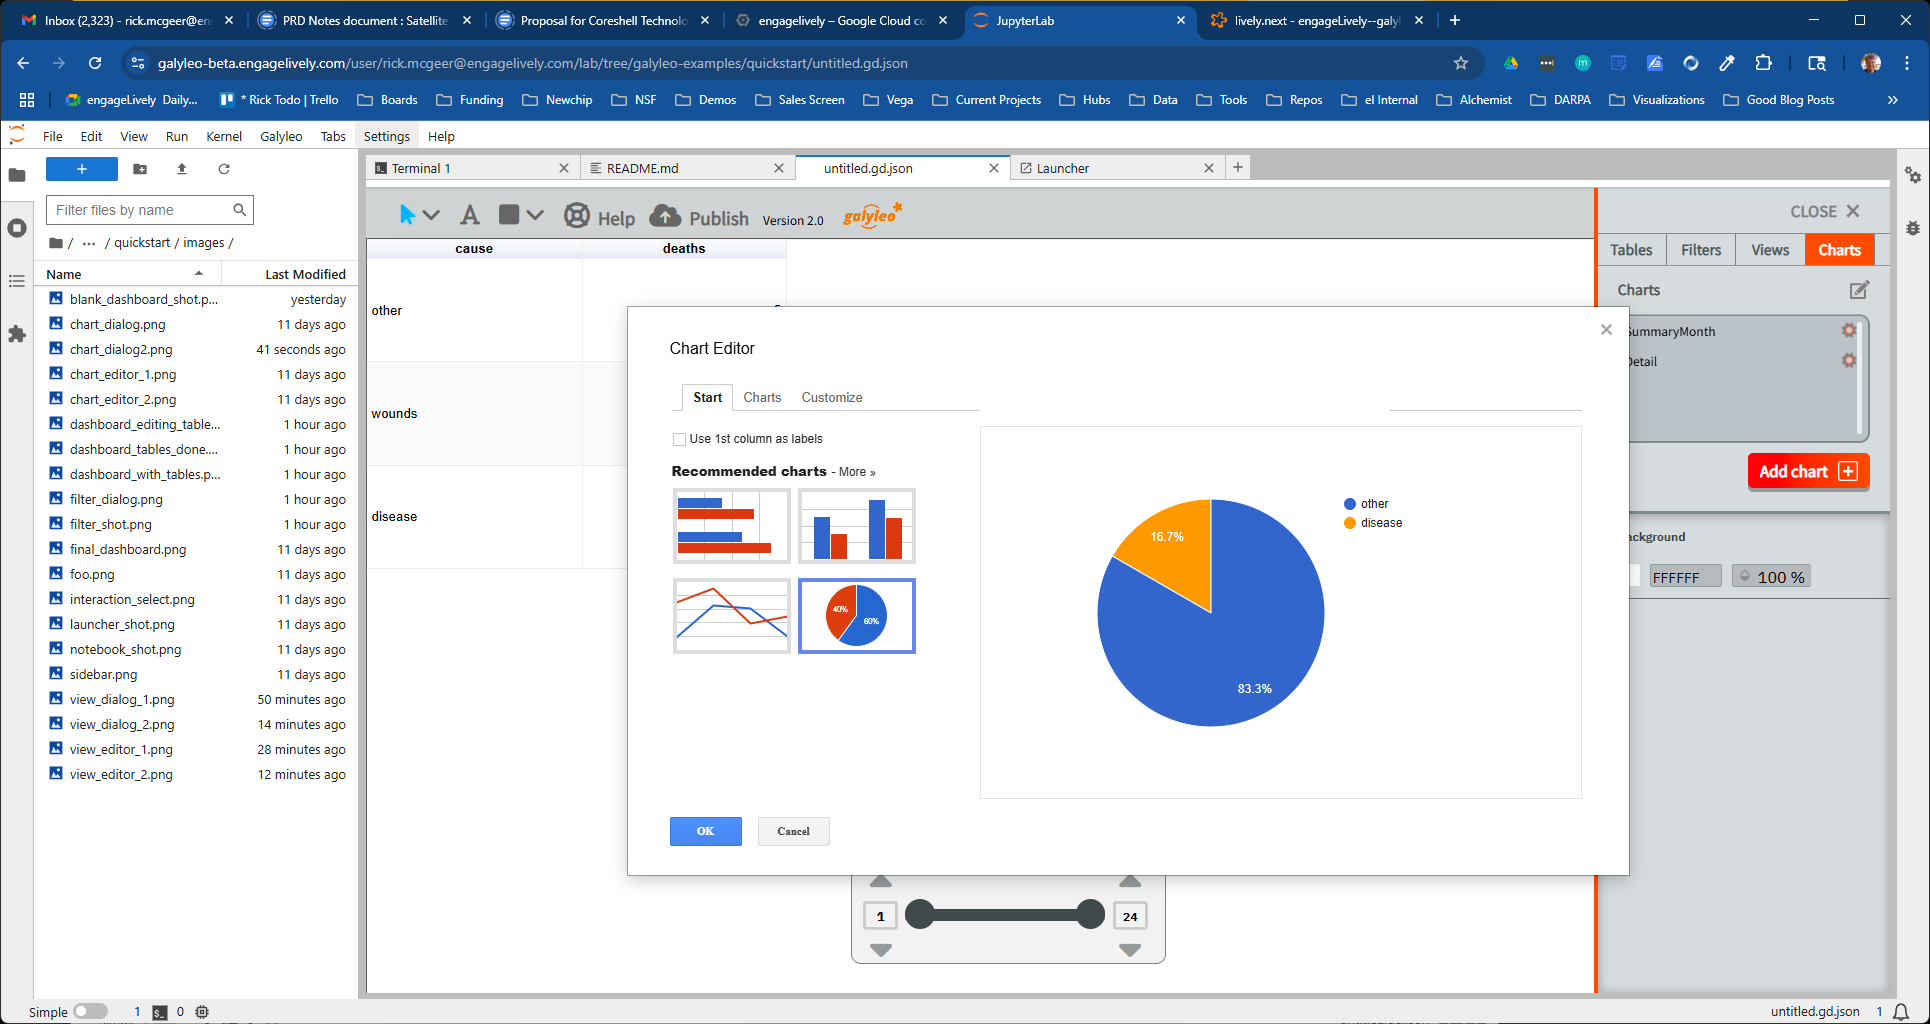 Inbox (2,323) - rick.mcgeer@en
PRD Notes document : Satellite
Proposal for Coreshell Technolo
engagelively – Google Cloud co
JupyterLab
lively.next - engageLively--galyl
galyleo-beta.engagelively.com/user/rick.mcgeer@engagelively.com/lab/tree/galyleo-examples/quickstart/untitled.gd.json
engageLively Daily...
* Rick Todo | Trello
Boards
Funding
Newchip
NSF
Demos
Sales Screen
Vega
Current Projects
Hubs
Data
Tools
Repos
el Internal
Alchemist
DARPA
Visualizations
Good Blog Posts
»
File Edit View Run Kernel Galyleo Tabs Settings Help
Filter files by name
/ ··· / quickstart / images /
Name Last Modified
blank_dashboard_shot.p... yesterday
chart_dialog.png 11 days ago
chart_dialog2.png 41 seconds ago
chart_editor_1.png 11 days ago
chart_editor_2.png 11 days ago
dashboard_editing_table... 1 hour ago
dashboard_tables_done.... 1 hour ago
dashboard_with_tables.p... 1 hour ago
filter_dialog.png 1 hour ago
filter_shot.png 1 hour ago
final_dashboard.png 11 days ago
foo.png 11 days ago
interaction_select.png 11 days ago
launcher_shot.png 11 days ago
notebook_shot.png 11 days ago
sidebar.png 11 days ago
view_dialog_1.png 50 minutes ago
view_dialog_2.png 14 minutes ago
view_editor_1.png 28 minutes ago
view_editor_2.png 12 minutes ago
Terminal 1
README.md
untitled.gd.json
Launcher
A
Help
Publish
Version 2.0
galyleo
cause deaths
other
wounds
disease
Chart Editor
Start Charts Customize
Use 1st column as labels
Recommended charts - More »
40%
60%
other
disease
16.7%
83.3%
OK Cancel
1
24
CLOSE
Tables Filters Views Charts
Charts
SummaryMonth
Detail
Add chart
ackground
FFFFFF
100 %
Simple
1
0
untitled.gd.json
1